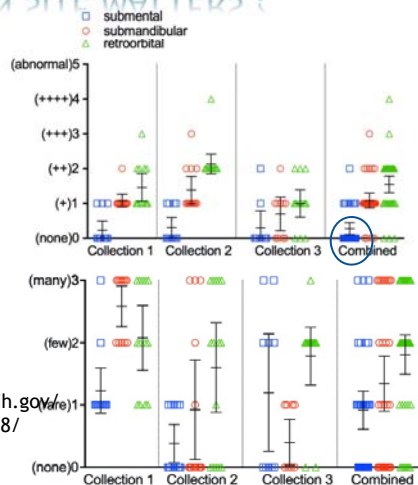 submental
submandibular
retroorbital
(abnormal)5
(++++)4
(+++)3
(++)2
(+)1
(none)0
Collection 1 Collection 2 Collection 3 Combined
(many)3
(few)2
h.gov/
(rare)1
8/
(none)0
Collection 1 Collection 2 Collection 3 Combined